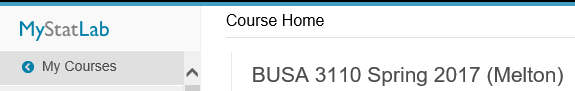 MyStatLab
Course Home
My Courses
BUSA 3110 Spring 2017 (Melton)